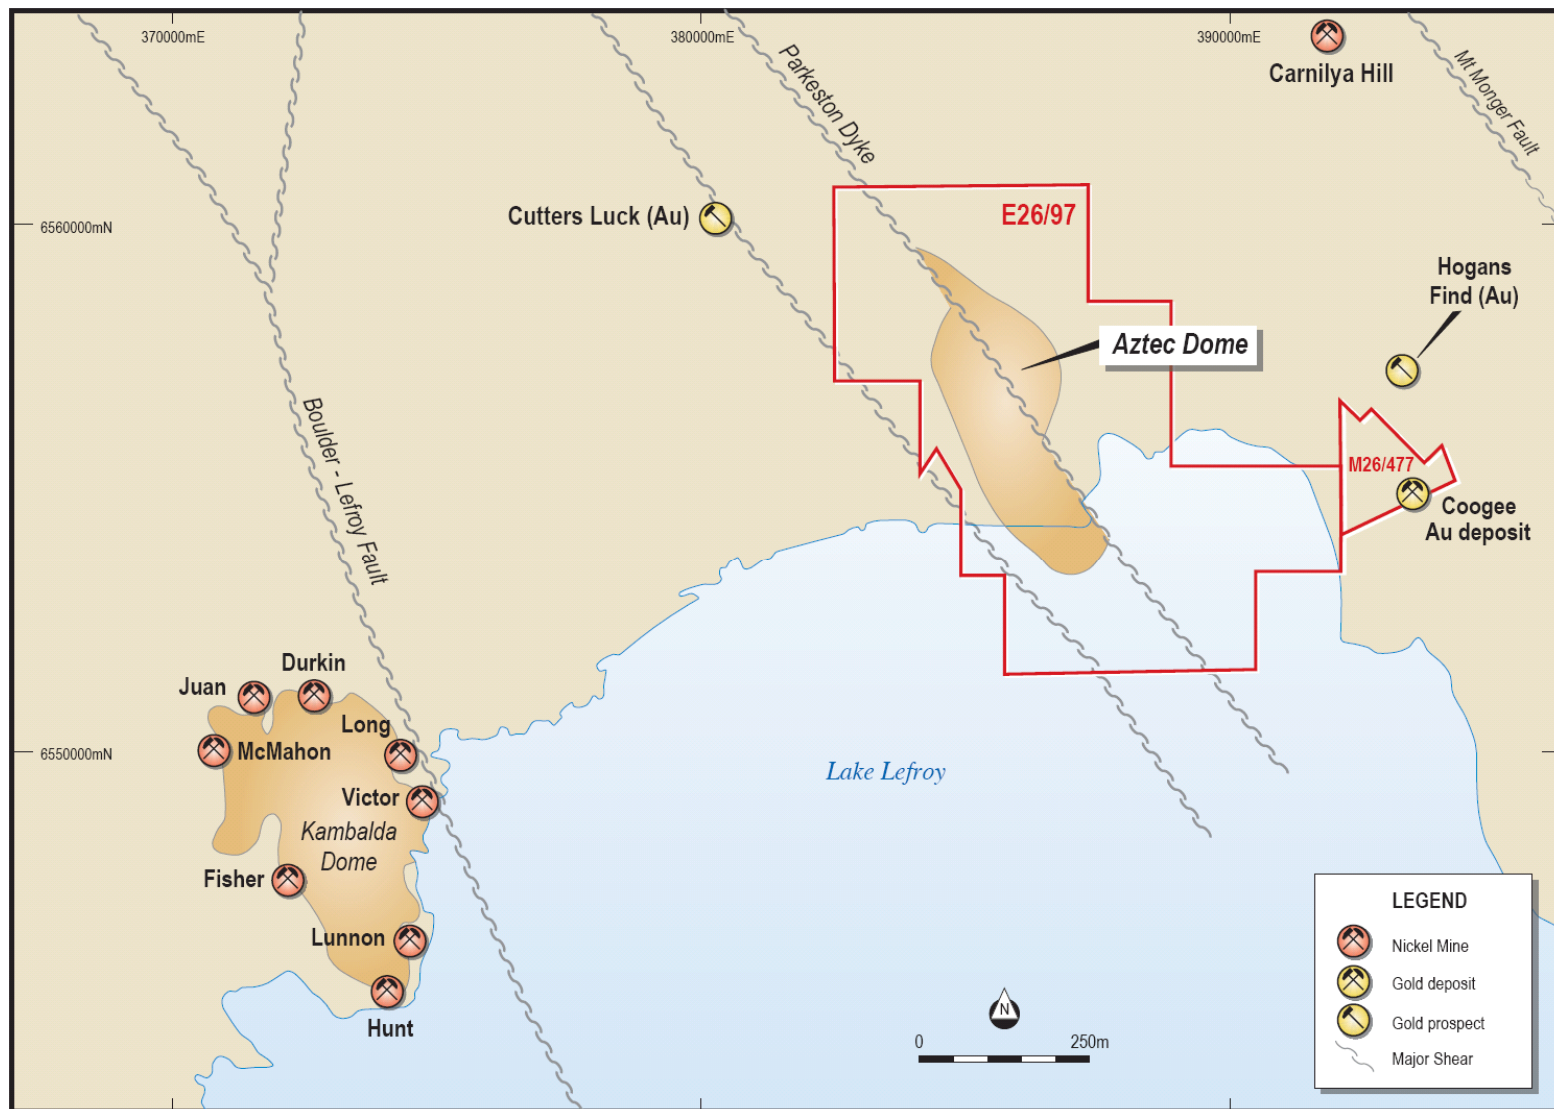 370000mE
380000mE
390000mE
Carnilya Hill
Parkeston Dyke
Mt Monger Fault
6560000mN
Cutters Luck (Au)
E26/97
Hogans
Find (Au)
Aztec Dome
Boulder - Lefroy Fault
M26/477
Coogee
Au deposit
Durkin
Juan
Long
6550000mN
McMahon
Lake Lefroy
Victor
Kambalda
Dome
Fisher
Lunnon
Hunt
N
0
250m
LEGEND
Nickel Mine
Gold deposit
Gold prospect
Major Shear